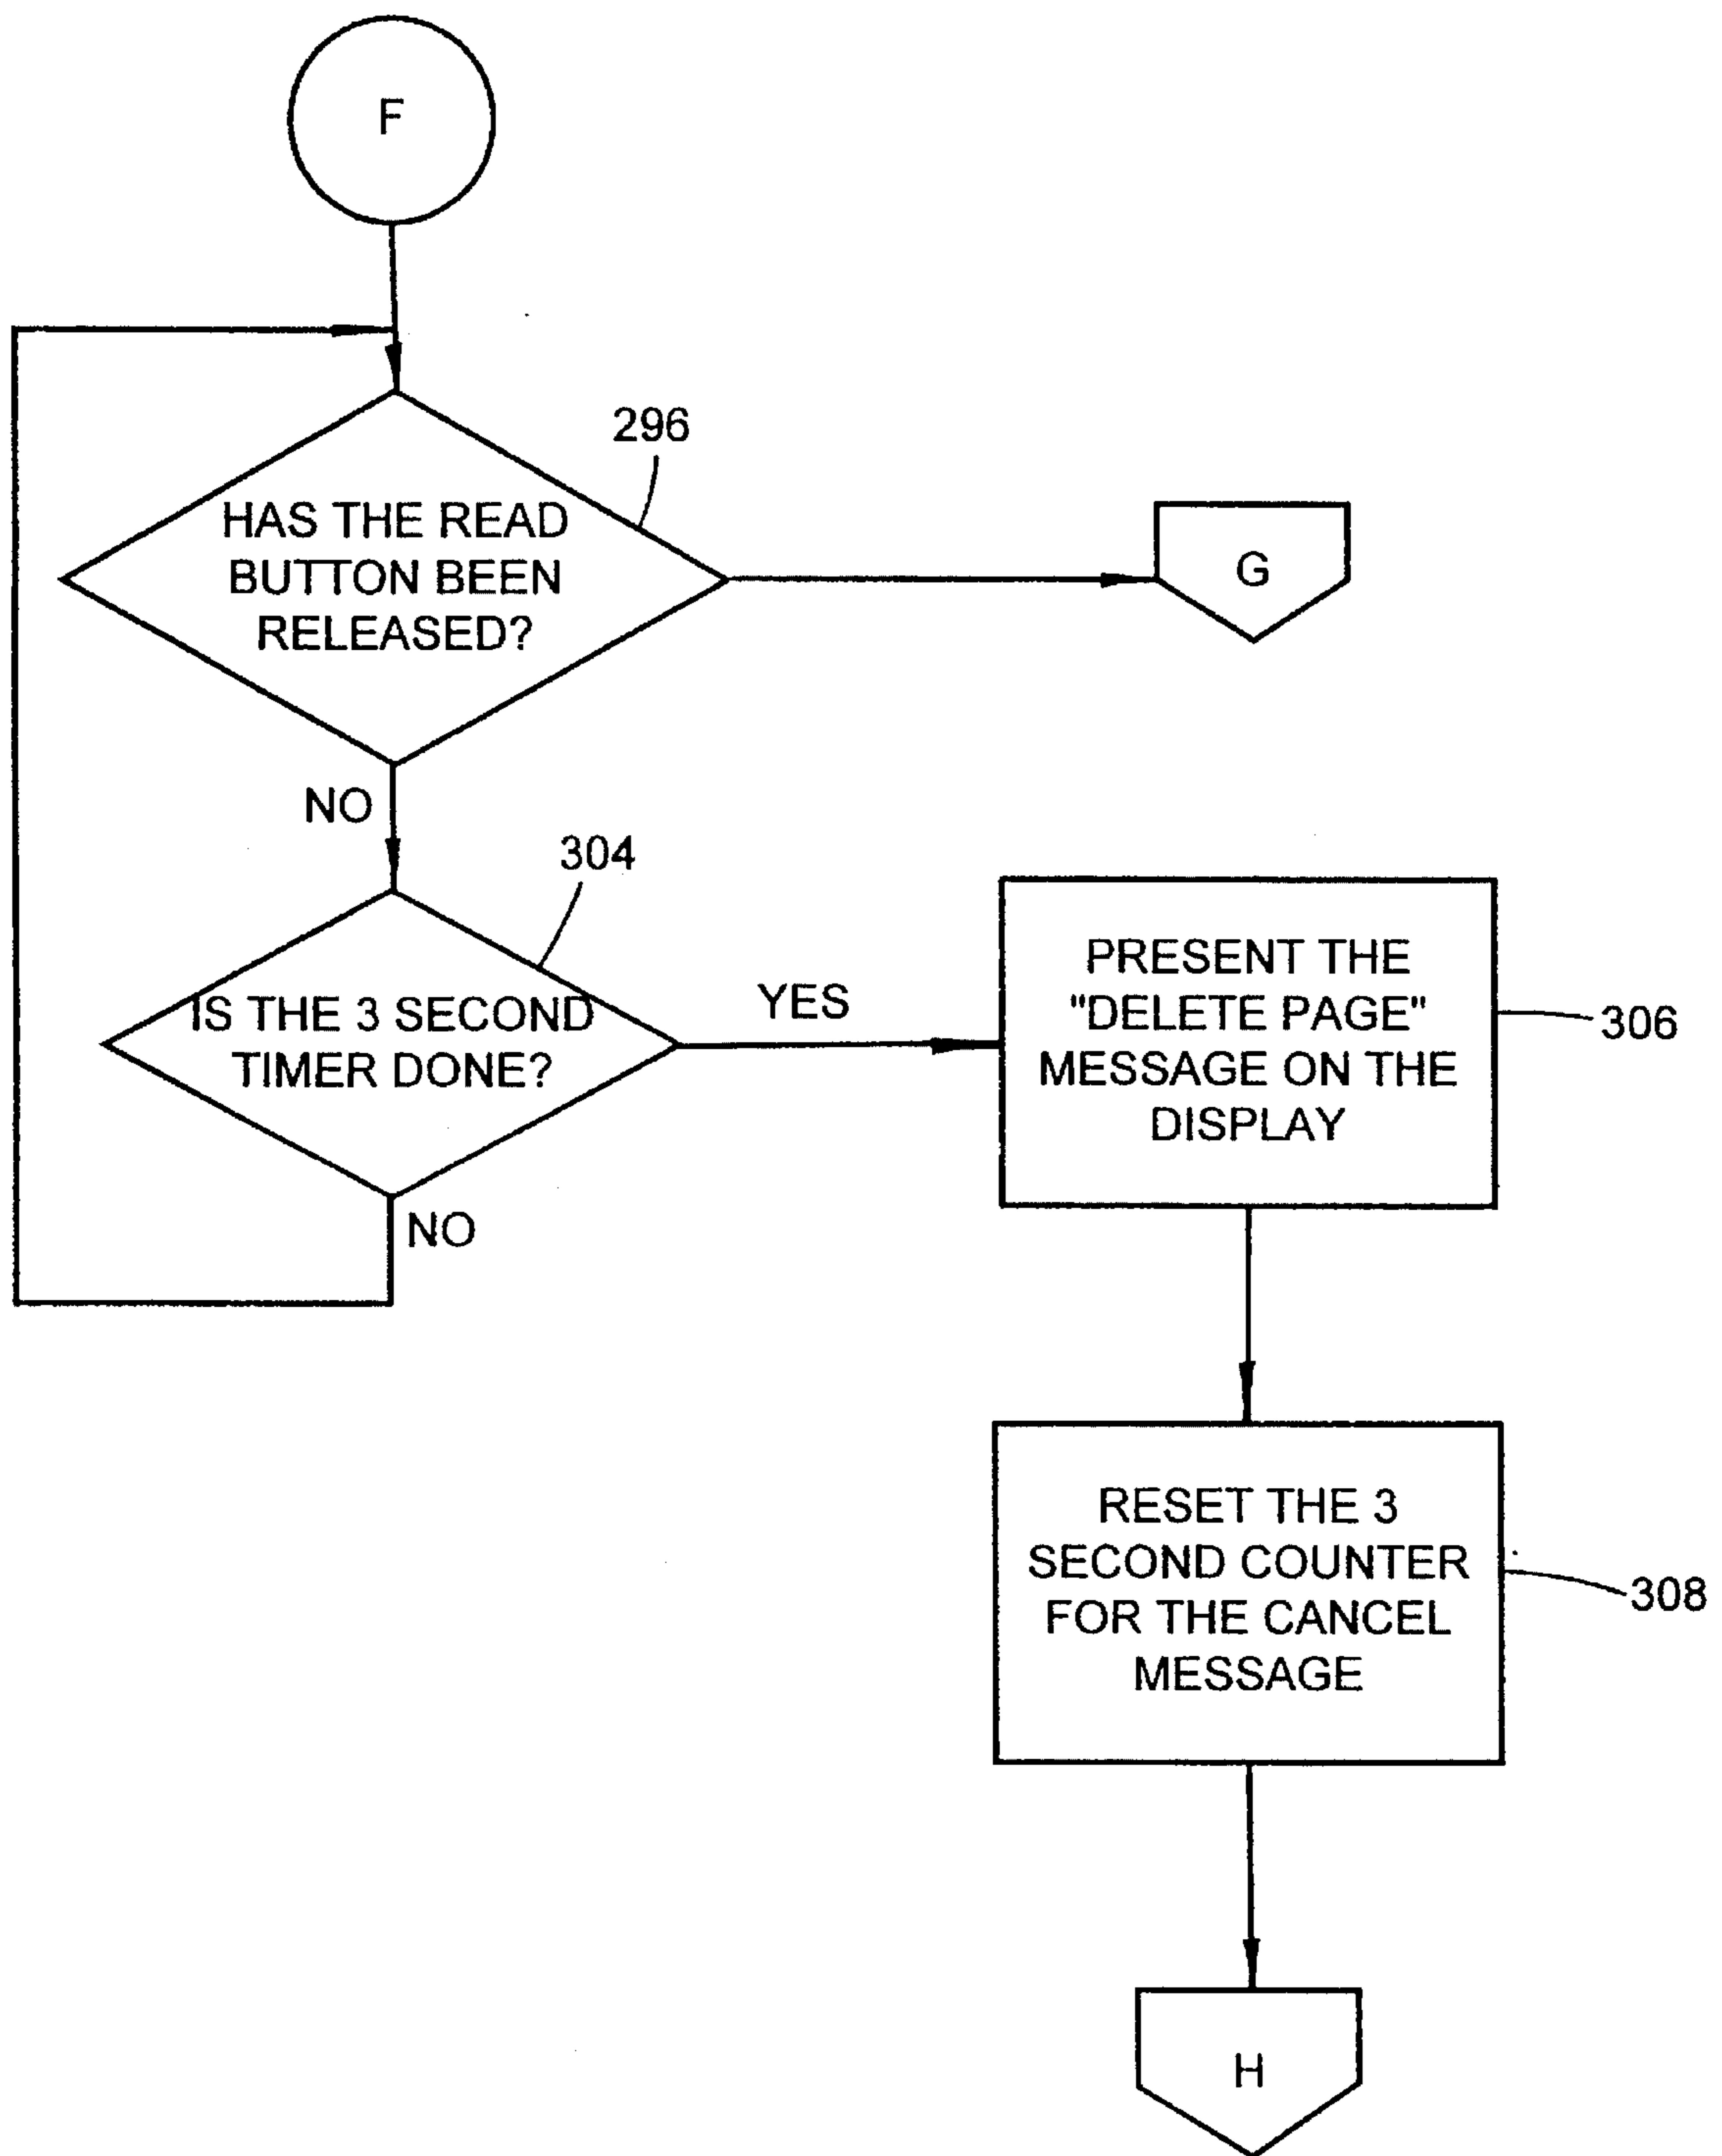 F
296
HAS THE READ
BUTTON BEEN
RELEASED?
G
NO
304
IS THE 3 SECOND
TIMER DONE?
YES
PRESENT THE
"DELETE PAGE"
MESSAGE ON THE
DISPLAY
306
NO
RESET THE 3
SECOND COUNTER
FOR THE CANCEL
MESSAGE
308
H